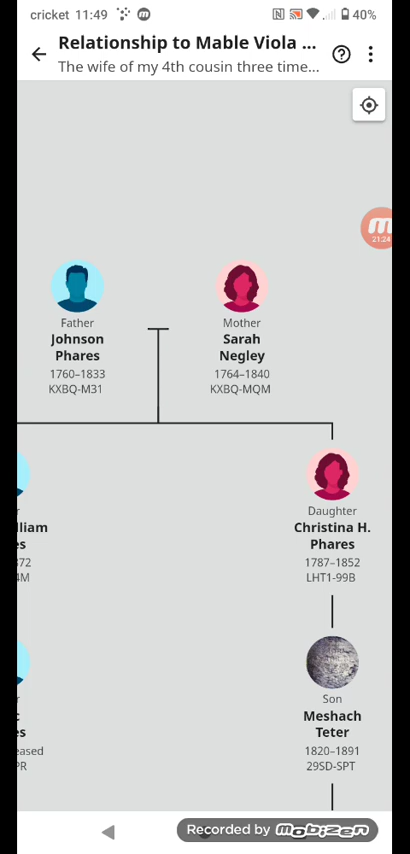 cricket 11:49
40%
Relationship to Mable Viola ...
The wife of my 4th cousin three time...
21:24
Father
Johnson
Phares
1760–1833
KXBQ-M31
Mother
Sarah
Negley
1764–1840
KXBQ-MQM
r
lliam
es
372
4M
Daughter
Christina H.
Phares
1787–1852
LHT1-99B
r
c
es
eased
PR
Son
Meshach
Teter
1820–1891
29SD-SPT
Recorded by mobizen